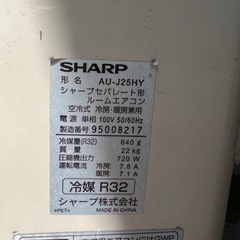 SHARP
形名 AU-J25HY
シャープセパレート形
ルームエアコン
空冷式 冷房・暖房兼用
電源 単相 100V 50/60Hz
製造番号 95008217
冷媒(R32) 640 g
質量 22 kg
圧縮機出力 720 W
運転電流 冷房 7.8 A
暖房 7.1 A
冷媒 R32
シャープ株式会社
>PET< MADE IN CHINA